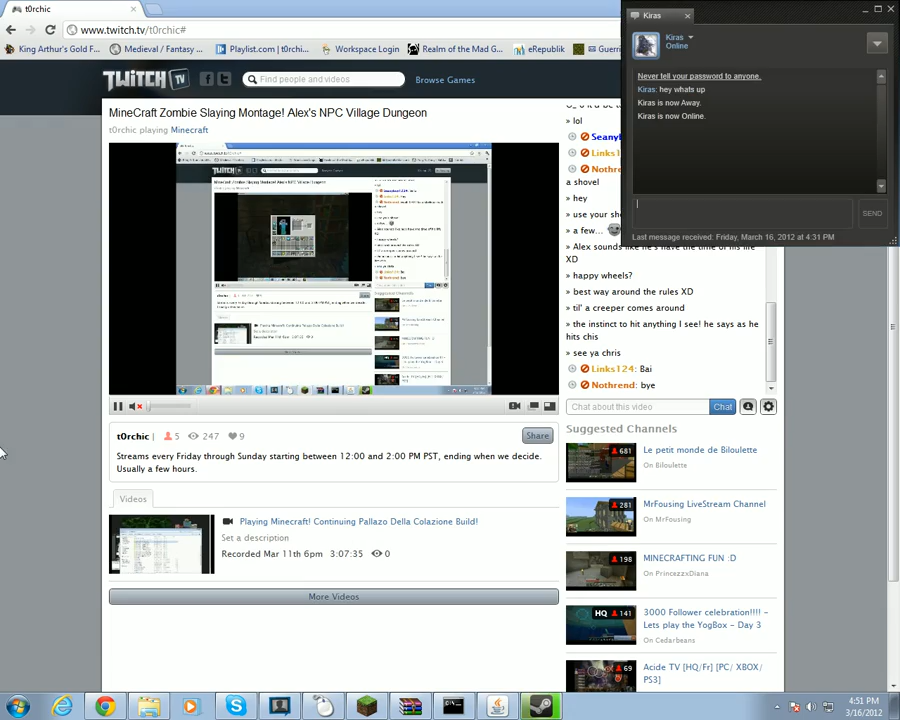 t0rchic
www.twitch.tv/t0rchic#
King Arthur's Gold F...
Medieval / Fantasy ...
Playlist.com | t0rchi...
Workspace Login
Realm of the Mad G...
eRepublik
Guerri
TWITCH TV
Find people and videos
Browse Games
MineCraft Zombie Slaying Montage! Alex's NPC Village Dungeon
t0rchic playing Minecraft
» lol
Seanyl
Links1
Nothre
a shovel
» hey
» use your sho
» a few...
» Alex sounds like he's have the time of his life
XD
» happy wheels?
» best way around the rules XD
» til' a creeper comes around
» the instinct to hit anything I see! he says as he
hits chis
» see ya chris
Links124: Bai
Nothrend: bye
Chat about this video
Chat
t0rchic |
5
247
9
Share
Streams every Friday through Sunday starting between 12:00 and 2:00 PM PST, ending when we decide.
Usually a few hours.
Videos
Playing Minecraft! Continuing Pallazo Della Colazione Build!
Set a description
Recorded Mar 11th 6pm
3:07:35
0
More Videos
Suggested Channels
681
Le petit monde de Biloulette
On Biloulette
281
MrFousing LiveStream Channel
On MrFousing
198
MINECRAFTING FUN :D
On PrincezzxDiana
HQ
141
3000 Follower celebration!!!! -
Lets play the YogBox - Day 3
On Cedarbeans
69
Acide TV [HQ/Fr] [PC/ XBOX/
PS3]
Kiras
Kiras
Online
Never tell your password to anyone.
Kiras: hey whats up
Kiras is now Away.
Kiras is now Online.
SEND
Last message received: Friday, March 16, 2012 at 4:31 PM
4:51 PM
3/16/2012